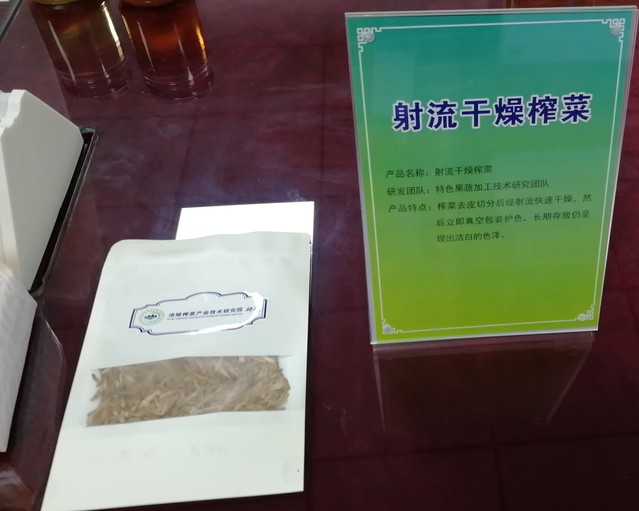 射流干燥榨菜
产品名称：射流干燥榨菜
研发团队：特色果蔬加工技术研究团队
产品特点：榨菜去皮切分后经射流快速干燥，然
后立即真空包装护色，长期存放仍呈
现出洁白的色泽。
涪陵榨菜产业技术研究院